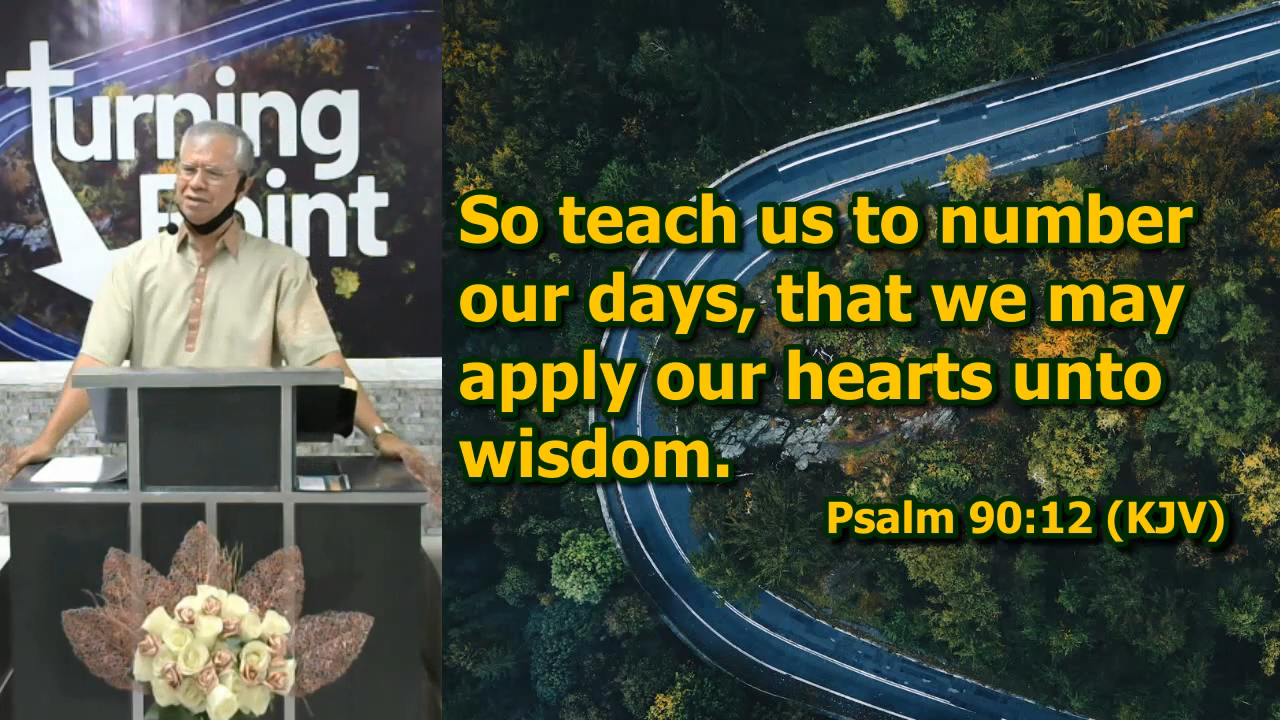 turning
Point
So teach us to number
our days, that we may
apply our hearts unto
wisdom.
Psalm 90:12 (KJV)